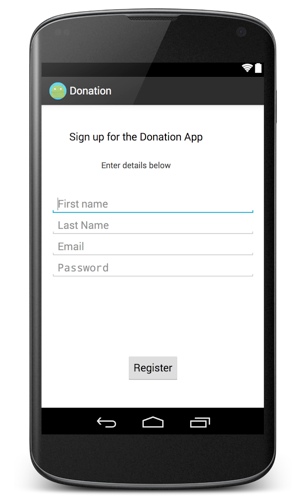 Donation
Sign up for the Donation App
Enter details below
First name
Last Name
Email
Password
Register